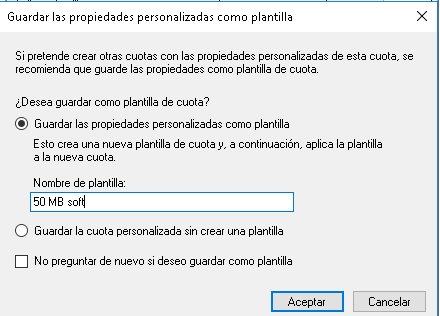 Guardar las propiedades personalizadas como plantilla
Si pretende crear otras cuotas con las propiedades personalizadas de esta cuota, se
recomienda que guarde las propiedades como plantilla de cuota.
¿Desea guardar como plantilla de cuota?
Guardar las propiedades personalizadas como plantilla
Esto crea una nueva plantilla de cuota y, a continuación, aplica la plantilla
a la nueva cuota.
Nombre de plantilla:
50 MB soft
Guardar la cuota personalizada sin crear una plantilla
No preguntar de nuevo si deseo guardar como plantilla
Aceptar Cancelar